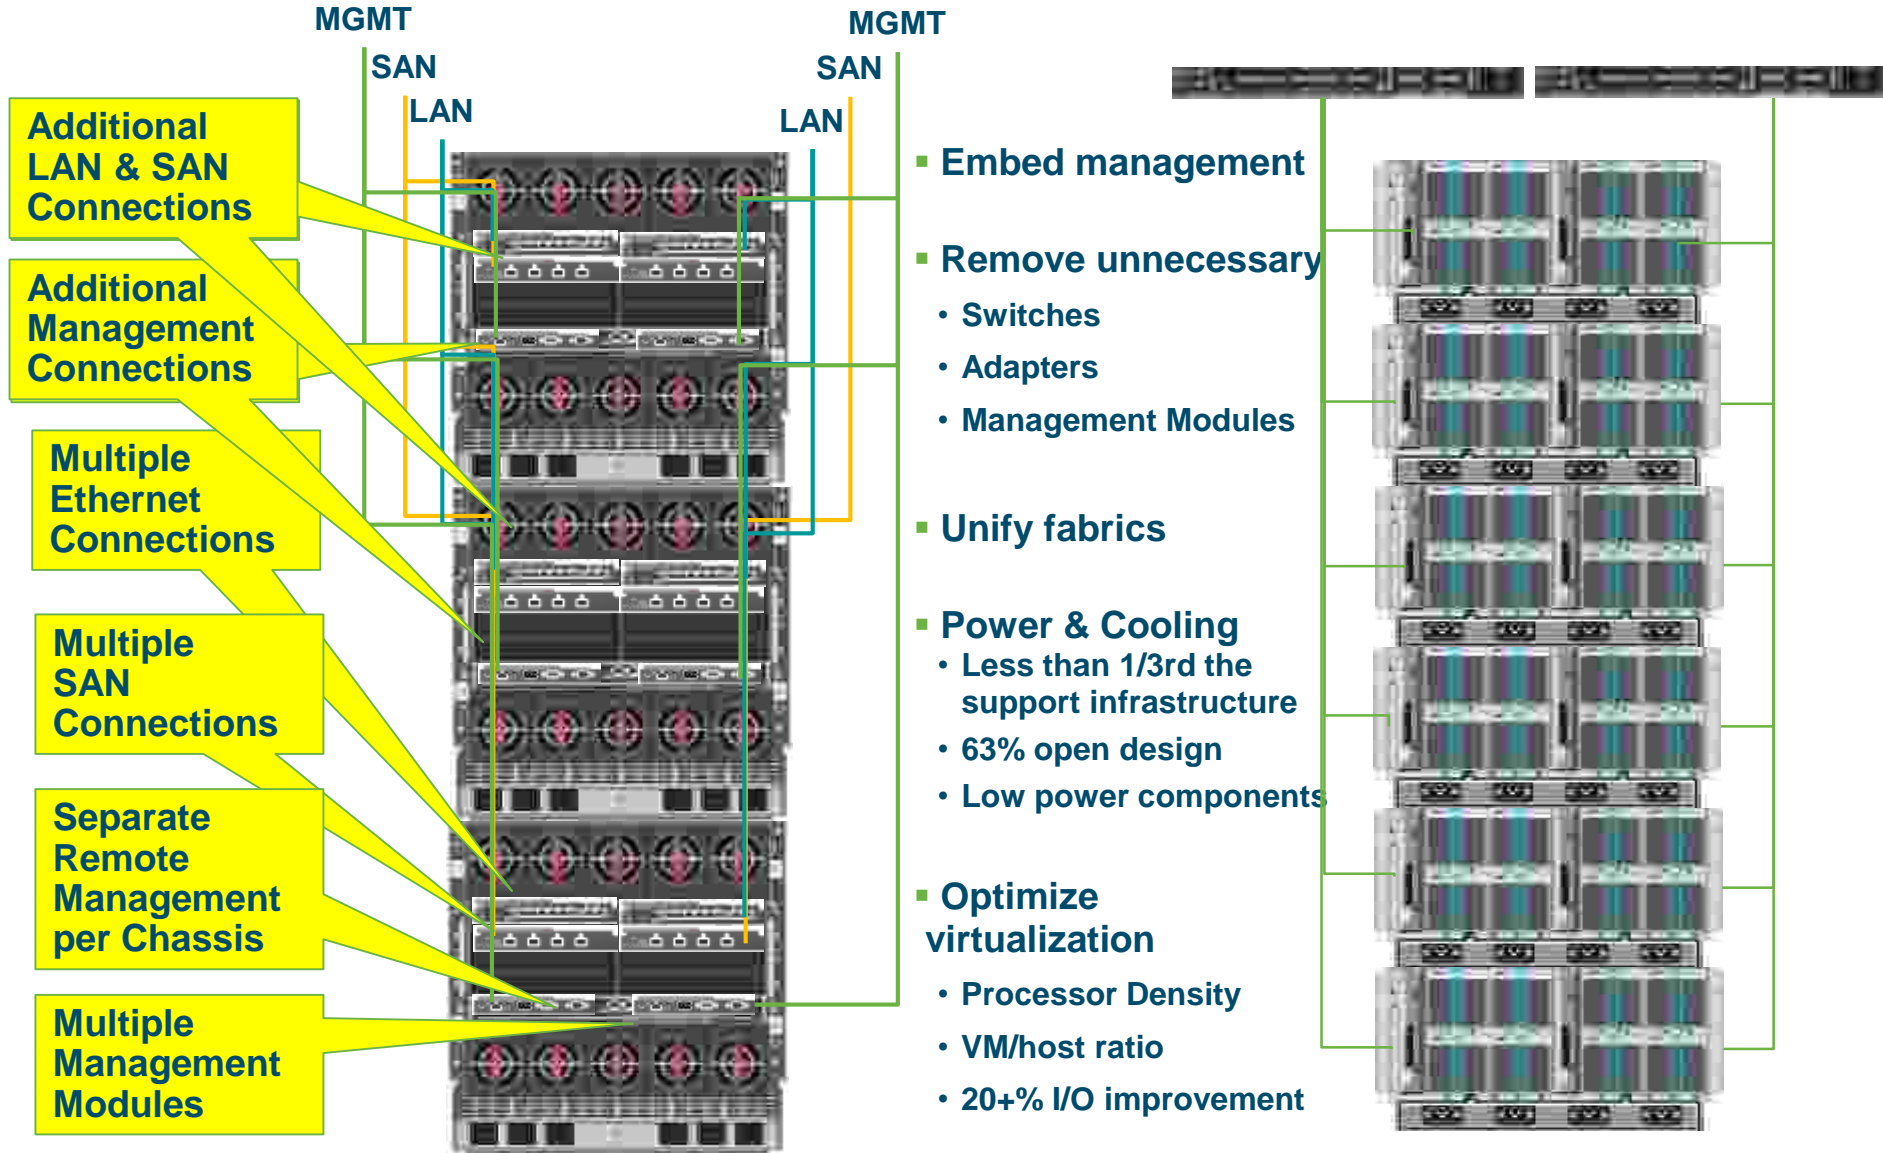 MGMT
SAN
LAN
MGMT
SAN
LAN
Additional
LAN & SAN
Connections
Additional
Management
Connections
Multiple
Ethernet
Connections
Multiple
SAN
Connections
Separate
Remote
Management
per Chassis
Multiple
Management
Modules
▪ Embed management
▪ Remove unnecessary
• Switches
• Adapters
• Management Modules
▪ Unify fabrics
▪ Power & Cooling
• Less than 1/3rd the
support infrastructure
• 63% open design
• Low power components
▪ Optimize
virtualization
• Processor Density
• VM/host ratio
• 20+% I/O improvement